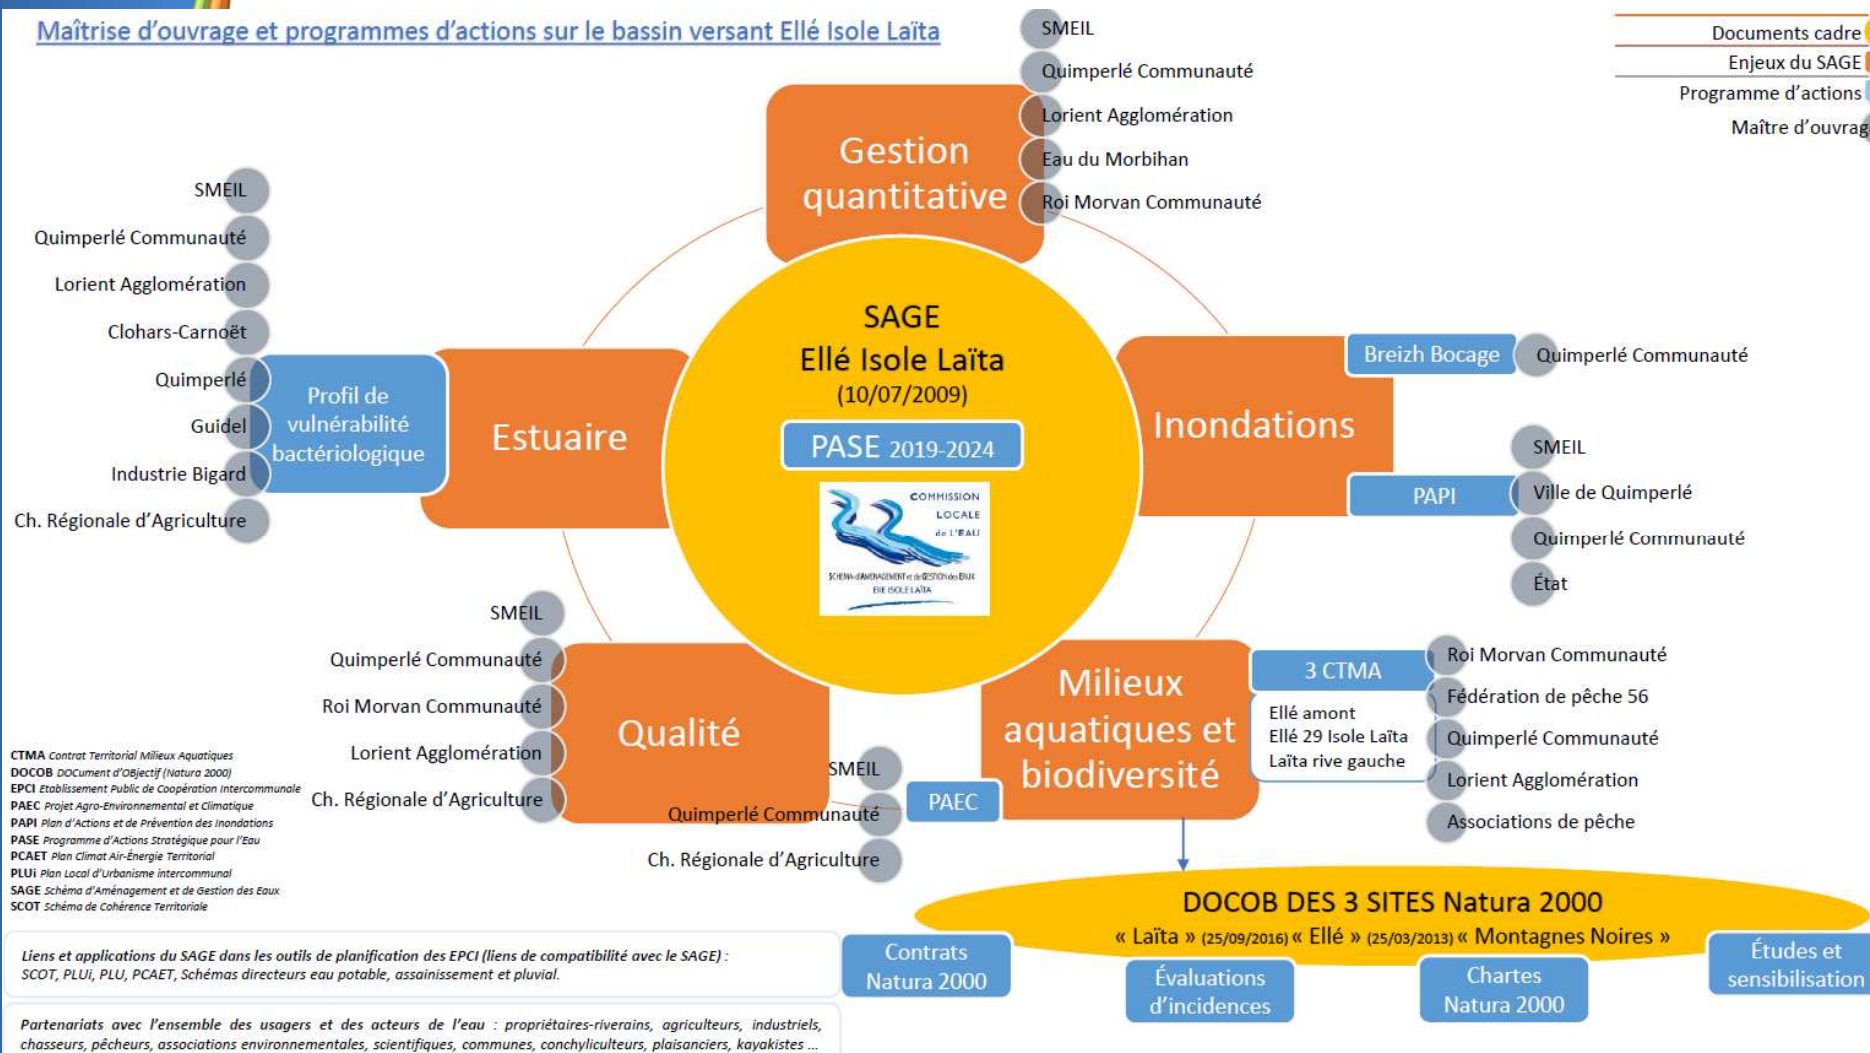 Maîtrise d'ouvrage et programmes d'actions sur le bassin versant Ellé Isole Laïta
Documents cadre
Enjeux du SAGE
Programme d'actions
Maître d'ouvrag
SMEIL
Quimperlé Communauté
Lorient Agglomération
Eau du Morbihan
Roi Morvan Communauté
Gestion
quantitative
SMEIL
Quimperlé Communauté
Lorient Agglomération
Clohars-Carnoët
Quimperlé
Guidel
Industrie Bigard
Ch. Régionale d'Agriculture
Profil de
vulnérabilité
bactériologique
Estuaire
SAGE
Ellé Isole Laïta
(10/07/2009)
PASE 2019-2024
COMMISSION
LOCALE
de L'EAU
SCHEMA d'AMENAGEMENT et de GESTION des EAUX
ELLE ISOLE LAÏTA
Inondations
Breizh Bocage
Quimperlé Communauté
PAPI
SMEIL
Ville de Quimperlé
Quimperlé Communauté
État
SMEIL
Quimperlé Communauté
Roi Morvan Communauté
Lorient Agglomération
Ch. Régionale d'Agriculture
Qualité
SMEIL
Quimperlé Communauté
Ch. Régionale d'Agriculture
PAEC
Milieux
aquatiques et
biodiversité
3 CTMA
Ellé amont
Ellé 29 Isole Laïta
Laïta rive gauche
Roi Morvan Communauté
Fédération de pêche 56
Quimperlé Communauté
Lorient Agglomération
Associations de pêche
CTMA Contrat Territorial Milieux Aquatiques
DOCOB DOCument d'OBjectif (Natura 2000)
EPCI Etablissement Public de Coopération Intercommunale
PAEC Projet Agro-Environnemental et Climatique
PAPI Plan d'Actions et de Prévention des Inondations
PASE Programme d'Actions Stratégique pour l'Eau
PCAET Plan Climat Air-Énergie Territorial
PLUi Plan Local d'Urbanisme intercommunal
SAGE Schéma d'Aménagement et de Gestion des Eaux
SCOT Schéma de Cohérence Territoriale
DOCOB DES 3 SITES Natura 2000
« Laïta » (25/09/2016) « Ellé » (25/03/2013) « Montagnes Noires »
Contrats
Natura 2000
Évaluations
d'incidences
Chartes
Natura 2000
Études et
sensibilisation
Liens et applications du SAGE dans les outils de planification des EPCI (liens de compatibilité avec le SAGE) :
SCOT, PLUi, PLU, PCAET, Schémas directeurs eau potable, assainissement et pluvial.
Partenariats avec l'ensemble des usagers et des acteurs de l'eau : propriétaires-riverains, agriculteurs, industriels,
chasseurs, pêcheurs, associations environnementales, scientifiques, communes, conchyliculteurs, plaisanciers, kayakistes ...